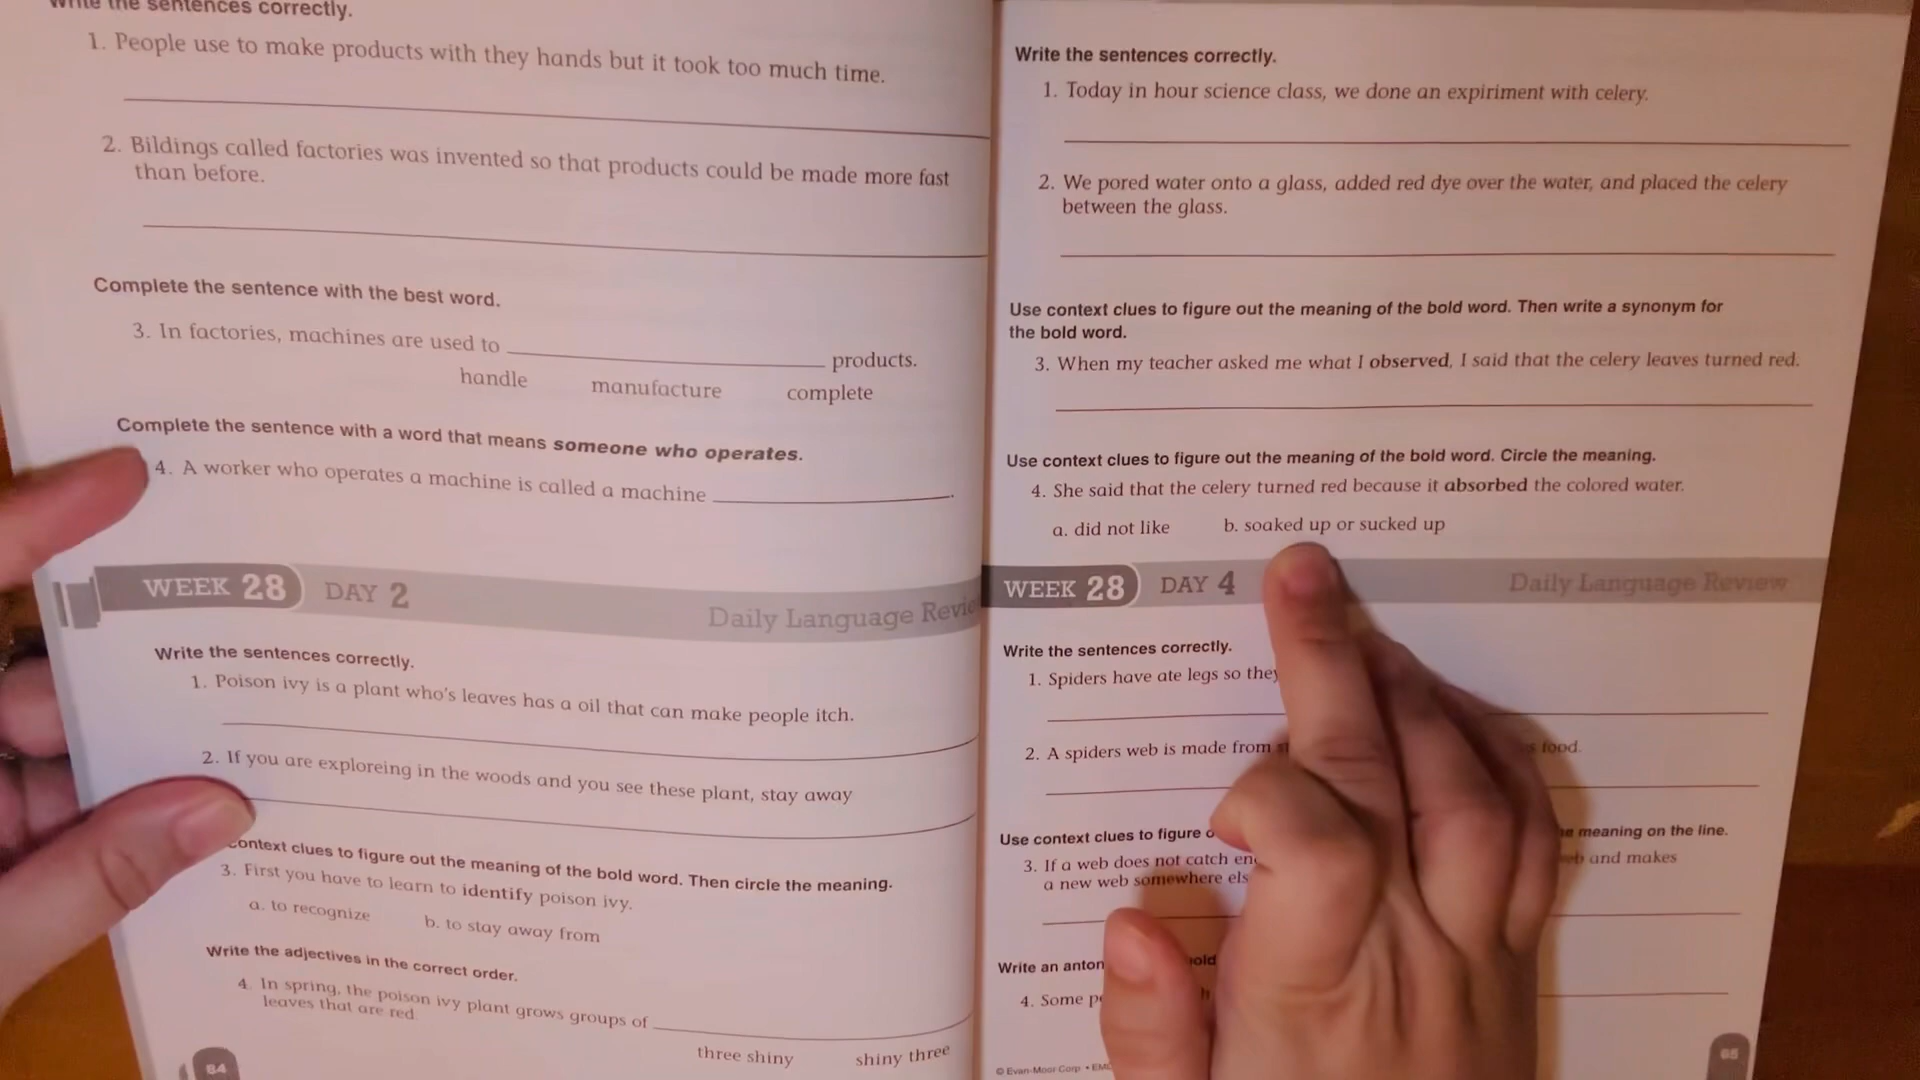 Write the sentences correctly.
1. People use to make products with they hands but it took too much time.
2. Bildings called factories was invented so that products could be made more fast
than before.
Complete the sentence with the best word.
3. In factories, machines are used to products.
handle manufacture complete
Complete the sentence with a word that means someone who operates.
4. A worker who operates a machine is called a machine .
WEEK 28 DAY 2
Daily Language Review
Write the sentences correctly.
1. Poison ivy is a plant who's leaves has a oil that can make people itch.
2. If you are exploreing in the woods and you see these plant, stay away
context clues to figure out the meaning of the bold word. Then circle the meaning.
3. First you have to learn to identify poison ivy.
a. to recognize b. to stay away from
Write the adjectives in the correct order.
4. In spring, the poison ivy plant grows groups of
leaves that are red.
three shiny shiny three
84
Write the sentences correctly.
1. Today in hour science class, we done an expiriment with celery.
2. We pored water onto a glass, added red dye over the water, and placed the celery
between the glass.
Use context clues to figure out the meaning of the bold word. Then write a synonym for
the bold word.
3. When my teacher asked me what I observed, I said that the celery leaves turned red.
Use context clues to figure out the meaning of the bold word. Circle the meaning.
4. She said that the celery turned red because it absorbed the colored water.
a. did not like b. soaked up or sucked up
WEEK 28 DAY 4 Daily Language Review
Write the sentences correctly.
1. Spiders have ate legs so they
2. A spiders web is made from food.
Use context clues to figure meaning on the line.
3. If a web does not catch and makes
a new web somewhere
Write an
4. Some
© Evan-Moor Corp. •
85